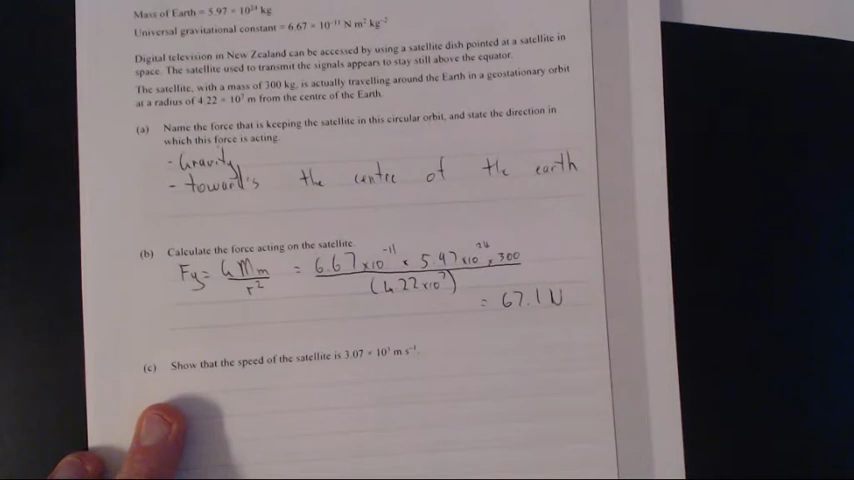 Mass of Earth = 5.97 × 10²⁴ kg
Universal gravitational constant = 6.67 × 10⁻¹¹ N m² kg⁻²
Digital television in New Zealand can be accessed by using a satellite dish pointed at a satellite in
space. The satellite used to transmit the signals appears to stay still above the equator.
The satellite, with a mass of 300 kg, is actually travelling around the Earth in a geostationary orbit
at a radius of 4.22 × 10⁷ m from the centre of the Earth.
(a) Name the force that is keeping the satellite in this circular orbit, and state the direction in
which this force is acting.
- Gravity
- toward's the centre of the earth
(b) Calculate the force acting on the satellite.
Fg = GMm/r² = 6.67×10⁻¹¹ × 5.97×10²⁴ × 300/(4.22×10⁷)
= 67.1 N
(c) Show that the speed of the satellite is 3.07 × 10³ m s⁻¹.